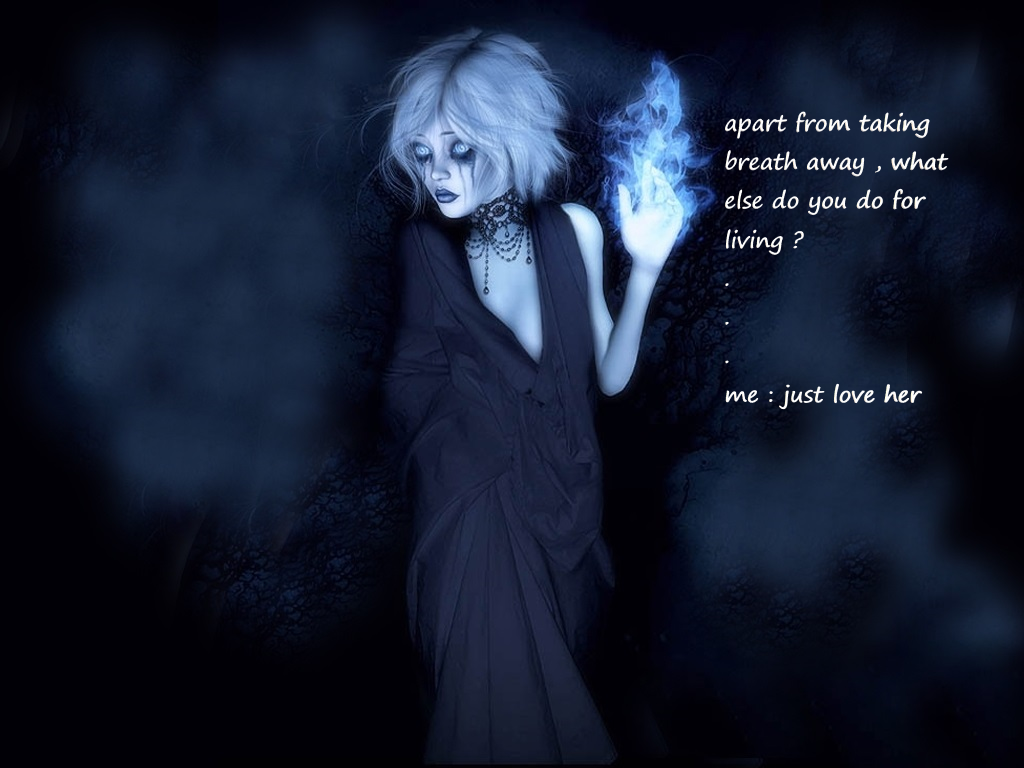 apart from taking
breath away , what
else do you do for
living ?
.
.
.
me : just love her